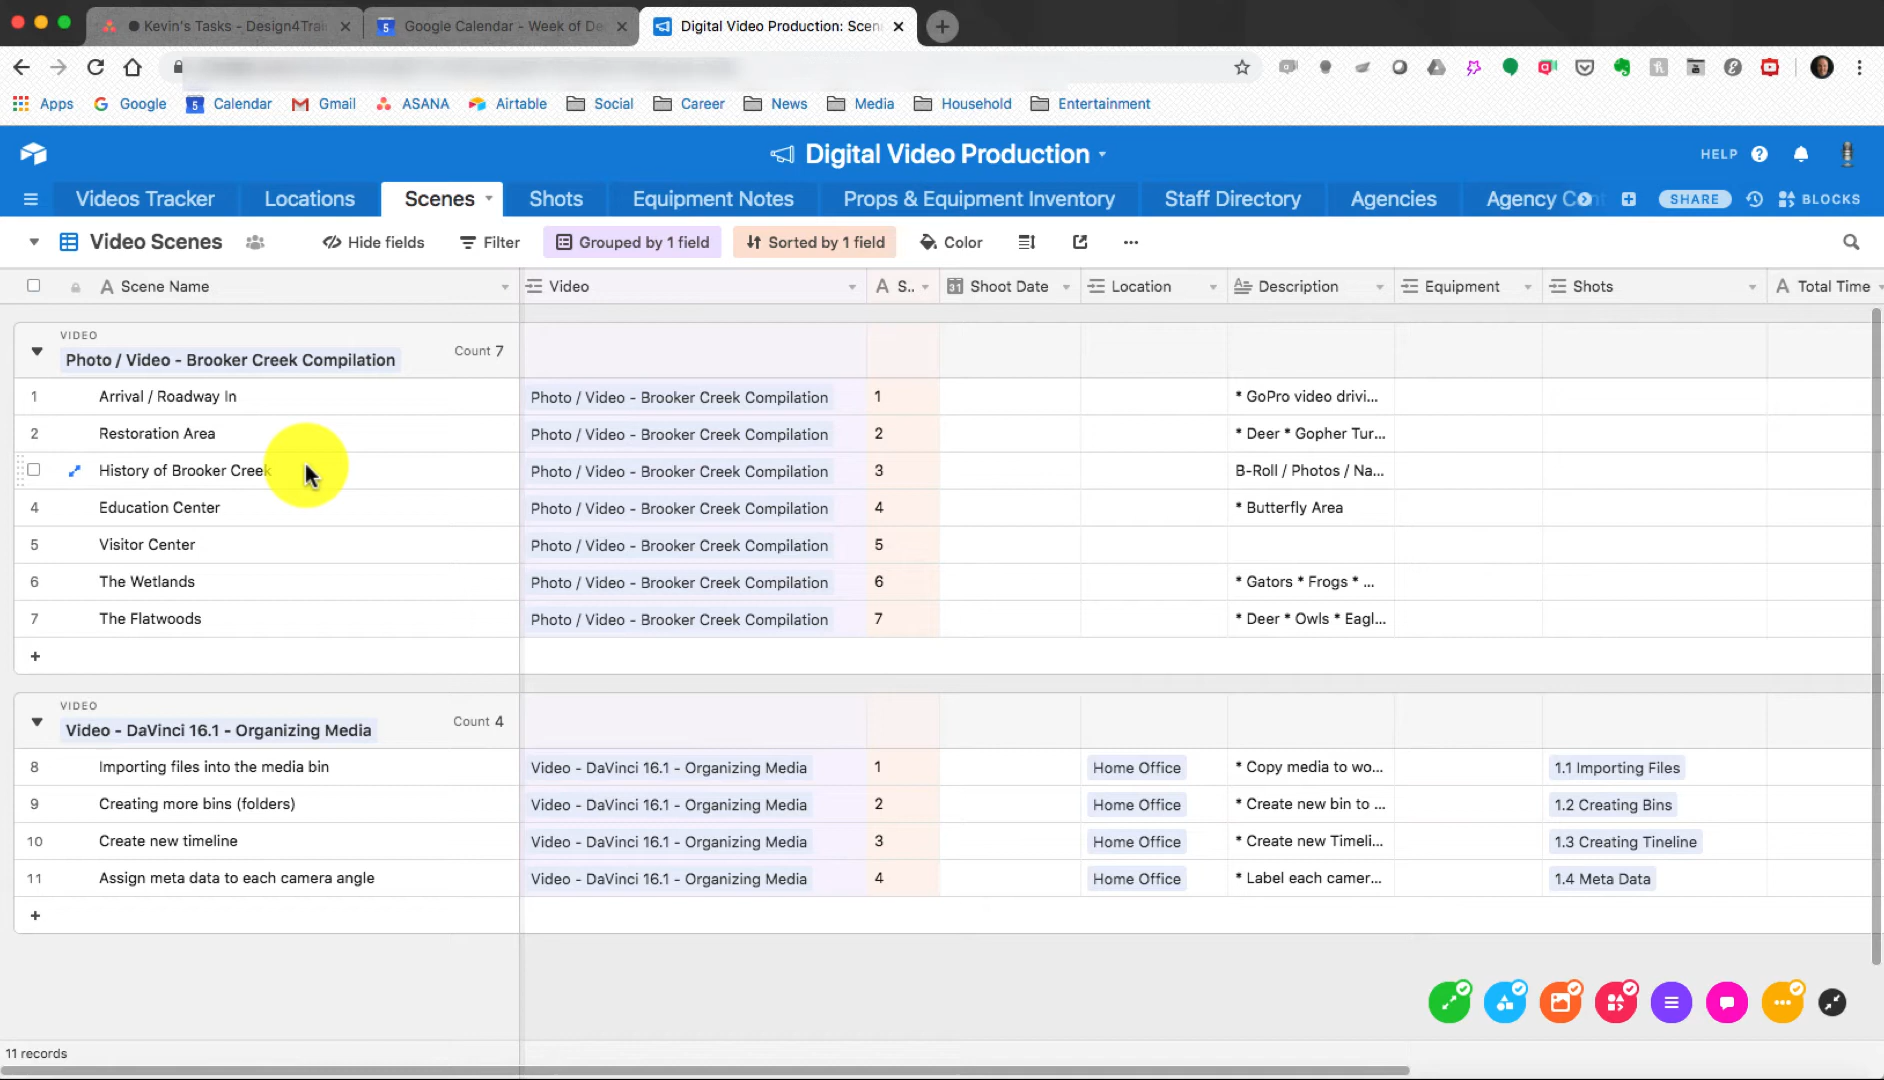 Kevin's Tasks - Design4Trai
Google Calendar - Week of De
Digital Video Production: Scen
Apps
Google
5
Calendar
Gmail
ASANA
Airtable
Social
Career
News
Media
Household
Entertainment
Digital Video Production
HELP
Videos Tracker
Locations
Scenes
Shots
Equipment Notes
Props & Equipment Inventory
Staff Directory
Agencies
Agency Cont
SHARE
BLOCKS
Video Scenes
Hide fields
Filter
Grouped by 1 field
Sorted by 1 field
Color
Scene Name Video S.. Shoot Date Location Description Equipment Shots Total Time
VIDEO
Photo / Video - Brooker Creek Compilation Count 7
1 Arrival / Roadway In Photo / Video - Brooker Creek Compilation 1 * GoPro video drivi...
2 Restoration Area Photo / Video - Brooker Creek Compilation 2 * Deer * Gopher Tur...
History of Brooker Creek Photo / Video - Brooker Creek Compilation 3 B-Roll / Photos / Na...
4 Education Center Photo / Video - Brooker Creek Compilation 4 * Butterfly Area
5 Visitor Center Photo / Video - Brooker Creek Compilation 5
6 The Wetlands Photo / Video - Brooker Creek Compilation 6 * Gators * Frogs * ...
7 The Flatwoods Photo / Video - Brooker Creek Compilation 7 * Deer * Owls * Eagl...
+
VIDEO
Video - DaVinci 16.1 - Organizing Media Count 4
8 Importing files into the media bin Video - DaVinci 16.1 - Organizing Media 1 Home Office * Copy media to wo... 1.1 Importing Files
9 Creating more bins (folders) Video - DaVinci 16.1 - Organizing Media 2 Home Office * Create new bin to ... 1.2 Creating Bins
10 Create new timeline Video - DaVinci 16.1 - Organizing Media 3 Home Office * Create new Timeli... 1.3 Creating Tineline
11 Assign meta data to each camera angle Video - DaVinci 16.1 - Organizing Media 4 Home Office * Label each camer... 1.4 Meta Data
+
11 records